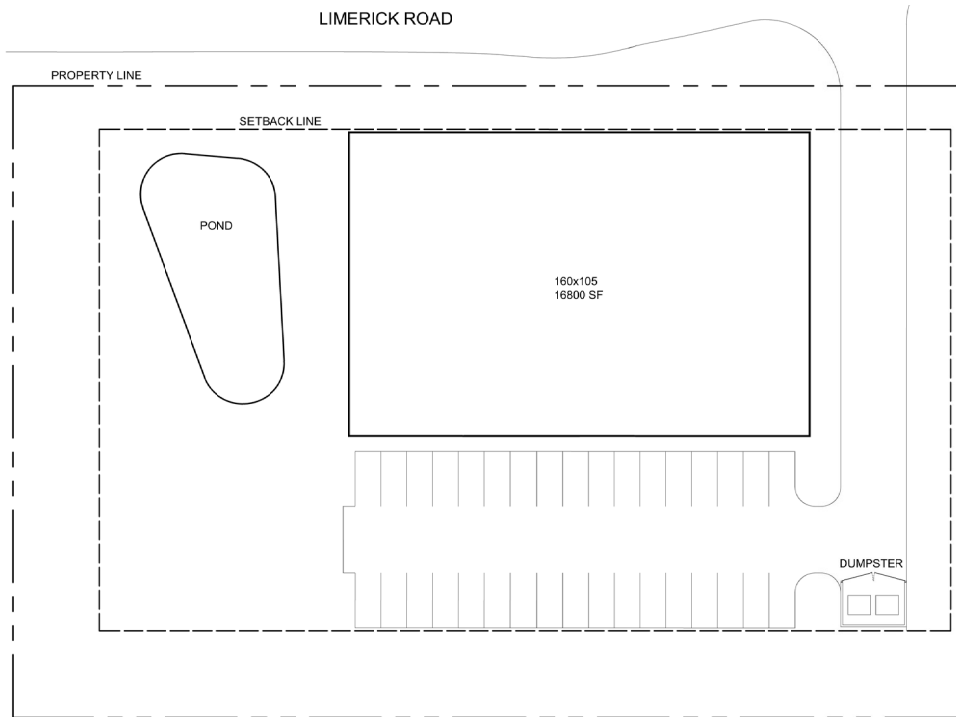 LIMERICK ROAD
PROPERTY LINE
SETBACK LINE
POND
160x105
16800 SF
DUMPSTER